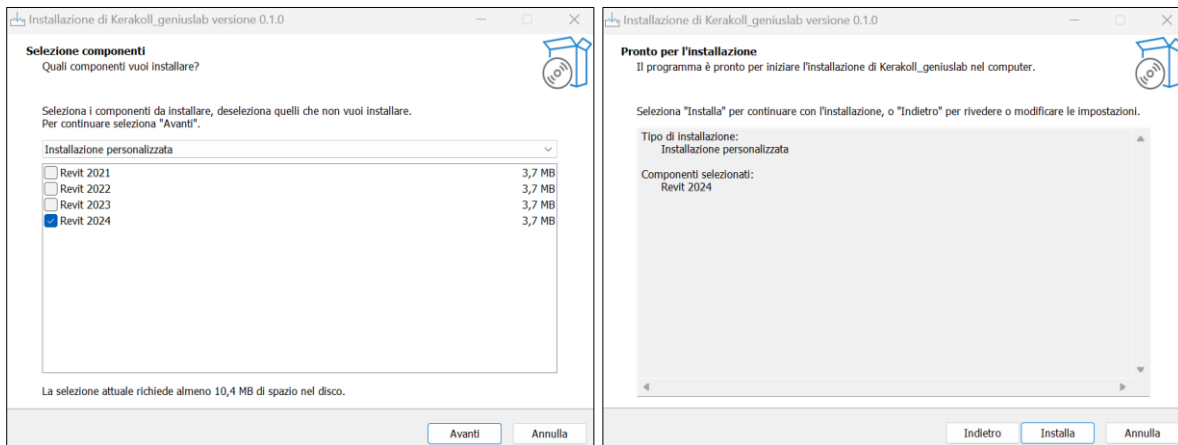 Installazione di Kerakoll_geniuslab versione 0.1.0
Selezione componenti
Quali componenti vuoi installare?
Seleziona i componenti da installare, deseleziona quelli che non vuoi installare.
Per continuare seleziona "Avanti".
Installazione personalizzata
Revit 2021 3,7 MB
Revit 2022 3,7 MB
Revit 2023 3,7 MB
Revit 2024 3,7 MB
La selezione attuale richiede almeno 10,4 MB di spazio nel disco.
Avanti Annulla
Installazione di Kerakoll_geniuslab versione 0.1.0
Pronto per l'installazione
Il programma è pronto per iniziare l'installazione di Kerakoll_geniuslab nel computer.
Seleziona "Installa" per continuare con l'installazione, o "Indietro" per rivedere o modificare le impostazioni.
Tipo di installazione:
Installazione personalizzata
Componenti selezionati:
Revit 2024
Indietro Installa Annulla